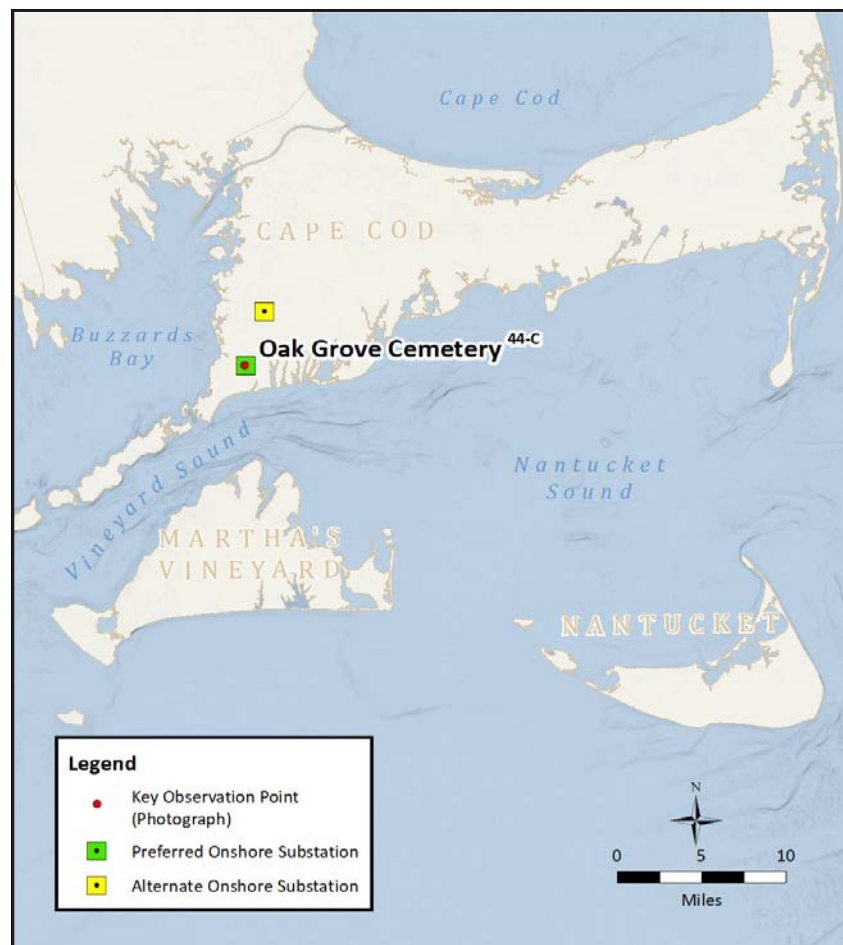 Cape Cod
CAPE COD
Buzzards
Bay
Oak Grove Cemetery 44-C
Vineyard Sound
Nantucket
Sound
MARTHA'S
VINEYARD
NANTUCKET
Legend
Key Observation Point
(Photograph)
Preferred Onshore Substation
Alternate Onshore Substation
N
0 5 10
Miles